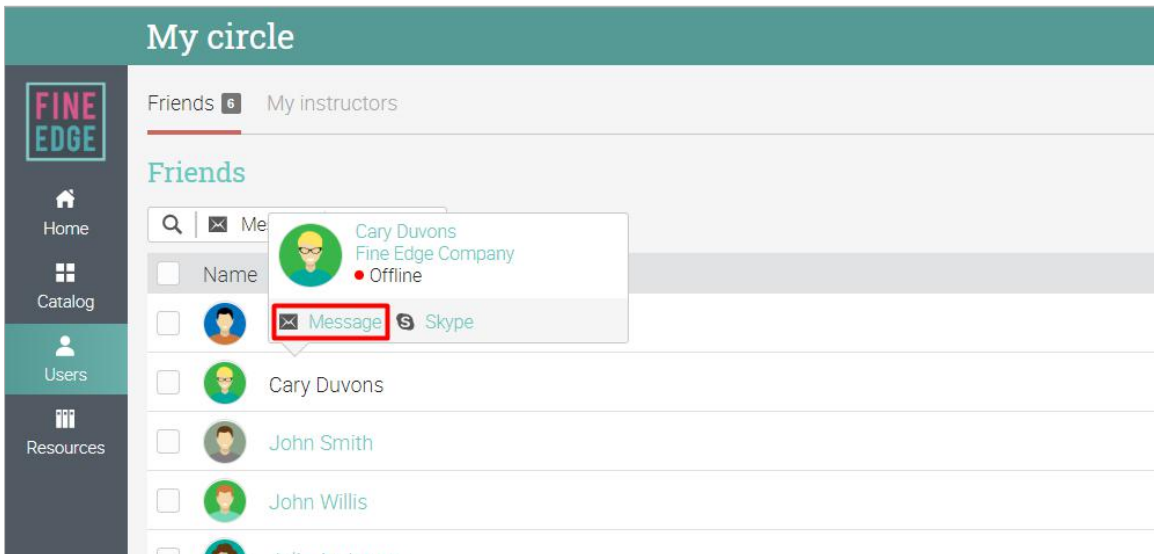 My circle
FINE
EDGE
Home
Catalog
Users
Resources
Friends 6 My instructors
Friends
Me
Cary Duvons
Fine Edge Company
Offline
Message Skype
Name
Cary Duvons
John Smith
John Willis